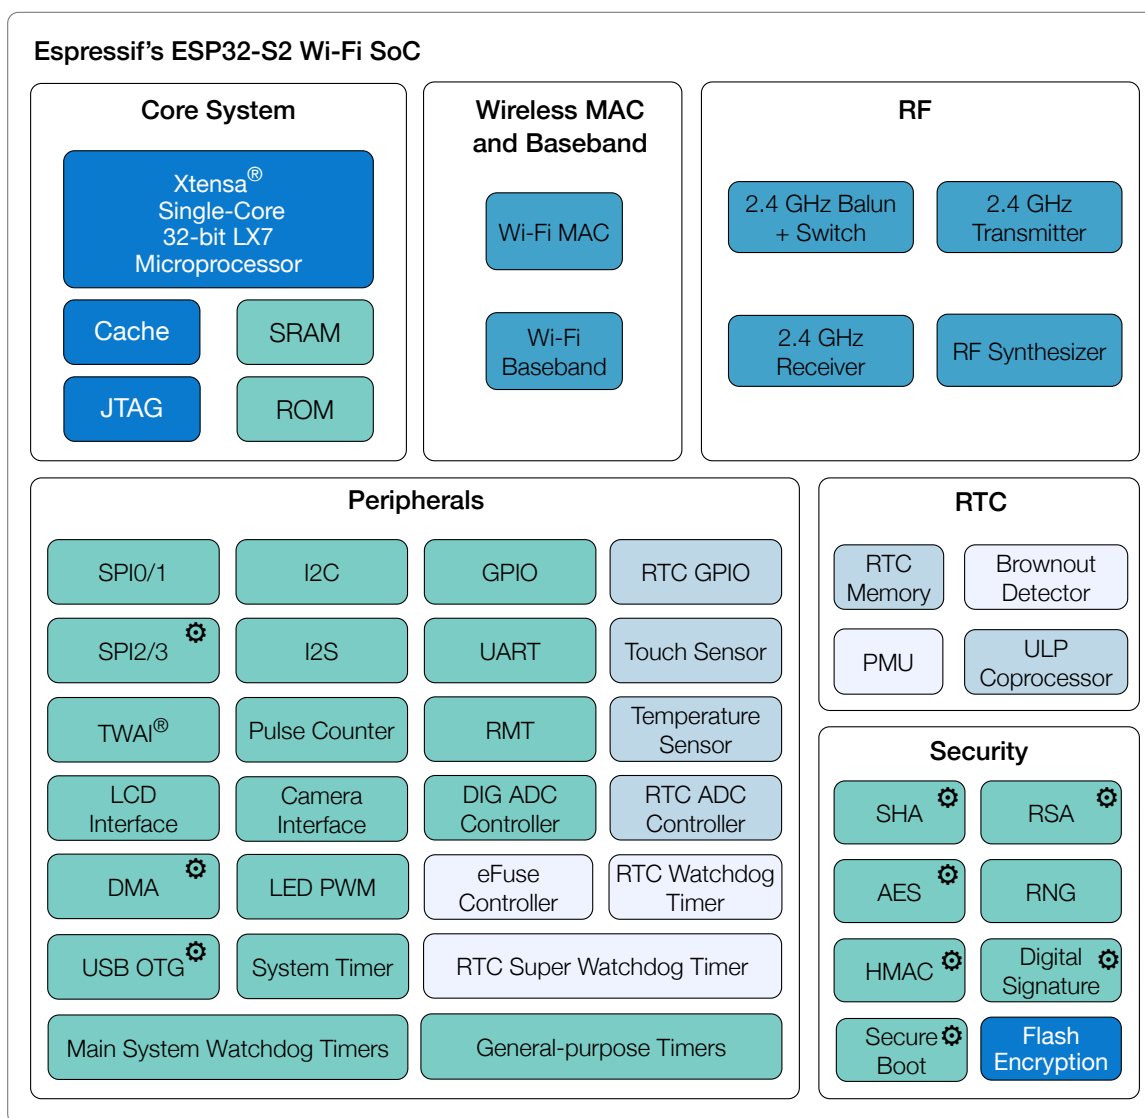 Espressif's ESP32-S2 Wi-Fi SoC
Core System
Xtensa®
Single-Core
32-bit LX7
Microprocessor
Cache
SRAM
JTAG
ROM
Wireless MAC
and Baseband
Wi-Fi MAC
Wi-Fi
Baseband
RF
2.4 GHz Balun
+ Switch
2.4 GHz
Transmitter
2.4 GHz
Receiver
RF Synthesizer
Peripherals
SPI0/1
I2C
GPIO
RTC GPIO
SPI2/3
I2S
UART
Touch Sensor
TWAI®
Pulse Counter
RMT
Temperature
Sensor
LCD
Interface
Camera
Interface
DIG ADC
Controller
RTC ADC
Controller
DMA
LED PWM
eFuse
Controller
RTC Watchdog
Timer
USB OTG
System Timer
RTC Super Watchdog Timer
Main System Watchdog Timers
General-purpose Timers
RTC
RTC
Memory
Brownout
Detector
PMU
ULP
Coprocessor
Security
SHA
RSA
AES
RNG
HMAC
Digital
Signature
Secure
Boot
Flash
Encryption